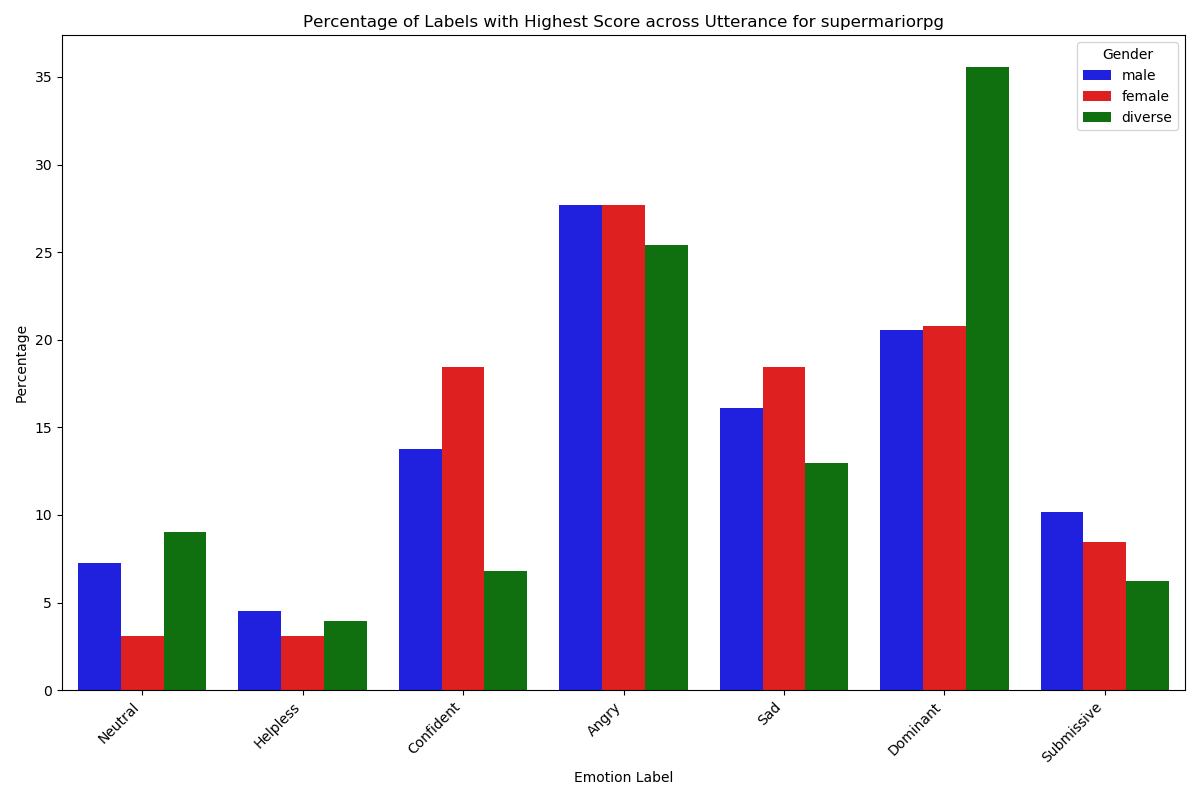 Percentage of Labels with Highest Score across Utterance for supermariorpg
Gender
male
female
diverse
Percentage
35
30
25
20
15
10
5
0
Neutral
Helpless
Confident
Angry
Sad
Dominant
Submissive
Emotion Label